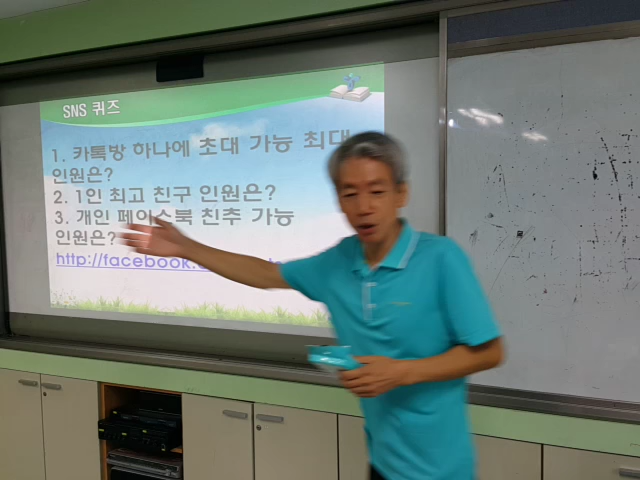 SNS 퀴즈
1. 카톡방 하나에 초대 가능 최대
인원은?
2. 1인 최고 친구 인원은?
3. 개인 페이스북 친추 가능
인원은?
http://facebook.